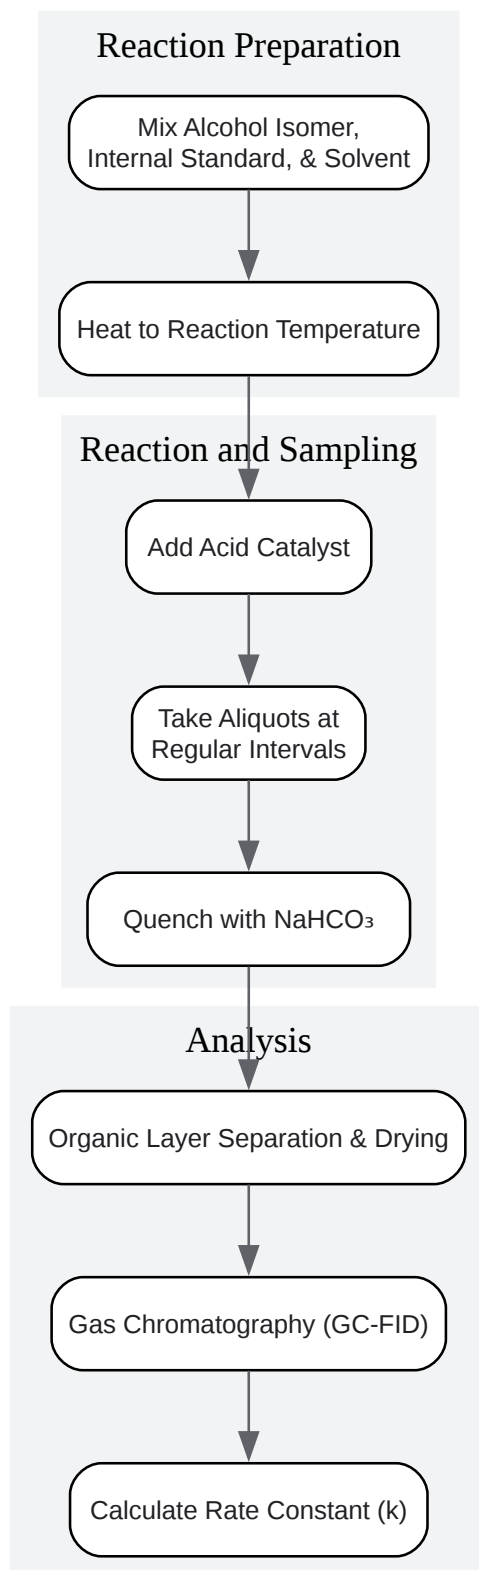 Reaction Preparation
Mix Alcohol Isomer,
Internal Standard, & Solvent
Heat to Reaction Temperature
Reaction and Sampling
Add Acid Catalyst
Take Aliquots at
Regular Intervals
Quench with NaHCO₃
Analysis
Organic Layer Separation & Drying
Gas Chromatography (GC-FID)
Calculate Rate Constant (k)